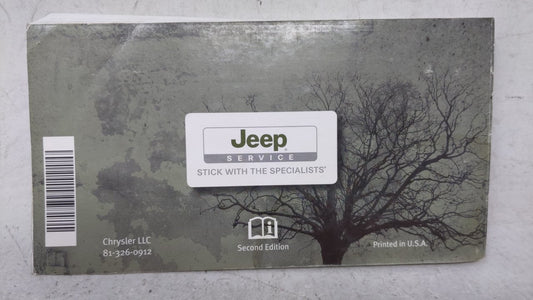 Jeep
SERVICE
STICK WITH THE SPECIALISTS®
i
Chrysler LLC
81-326-0912
Second Edition
Printed in U.S.A.